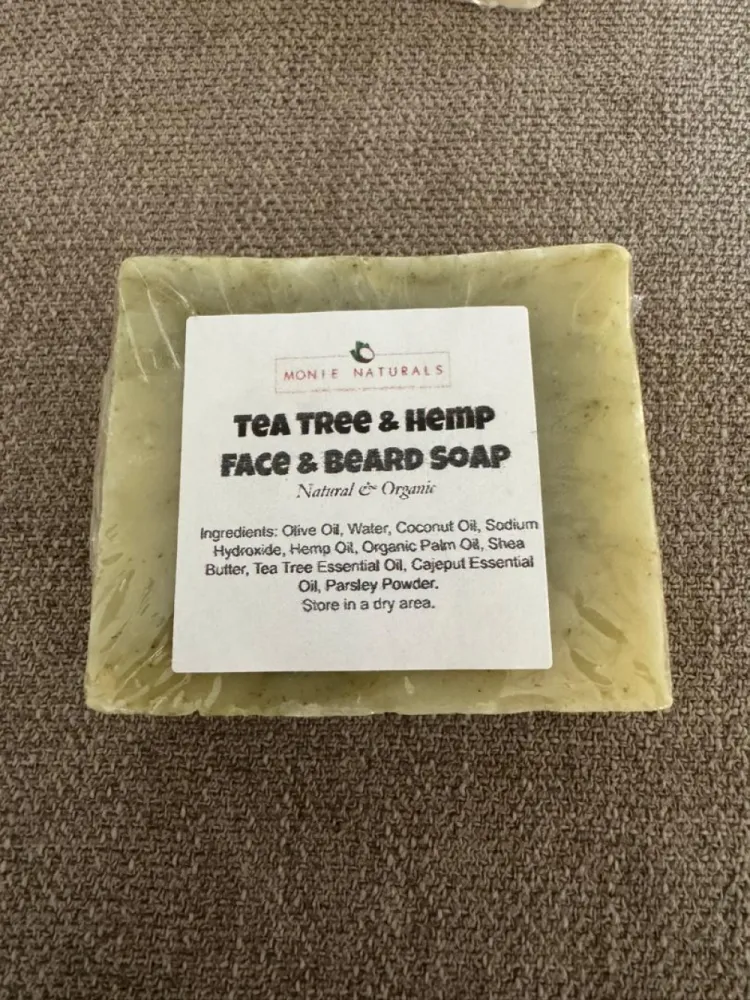 MONIE NATURALS
TEA TREE & HEMP
FACE & BEARD SOAP
Natural & Organic
Ingredients: Olive Oil, Water, Coconut Oil, Sodium
Hydroxide, Hemp Oil, Organic Palm Oil, Shea
Butter, Tea Tree Essential Oil, Cajeput Essential
Oil, Parsley Powder.
Store in a dry area.